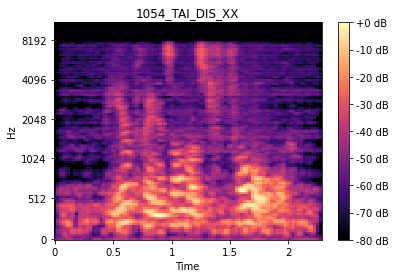 1054_TAI_DIS_XX
+0 dB
8192
-10 dB
4096
-20 dB
-30 dB
2048
-40 dB
Hz
1024
-50 dB
512
-60 dB
-70 dB
0
-80 dB
0 0.5 1 1.5 2
Time